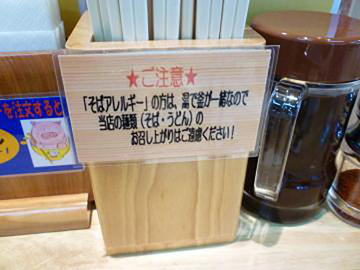 ★ご注意★
「そばアレルギー」の方は、湯で釜が一緒なので
当店の麺類（そば・うどん）の
お召し上がりはご遠慮ください！
を注文すると